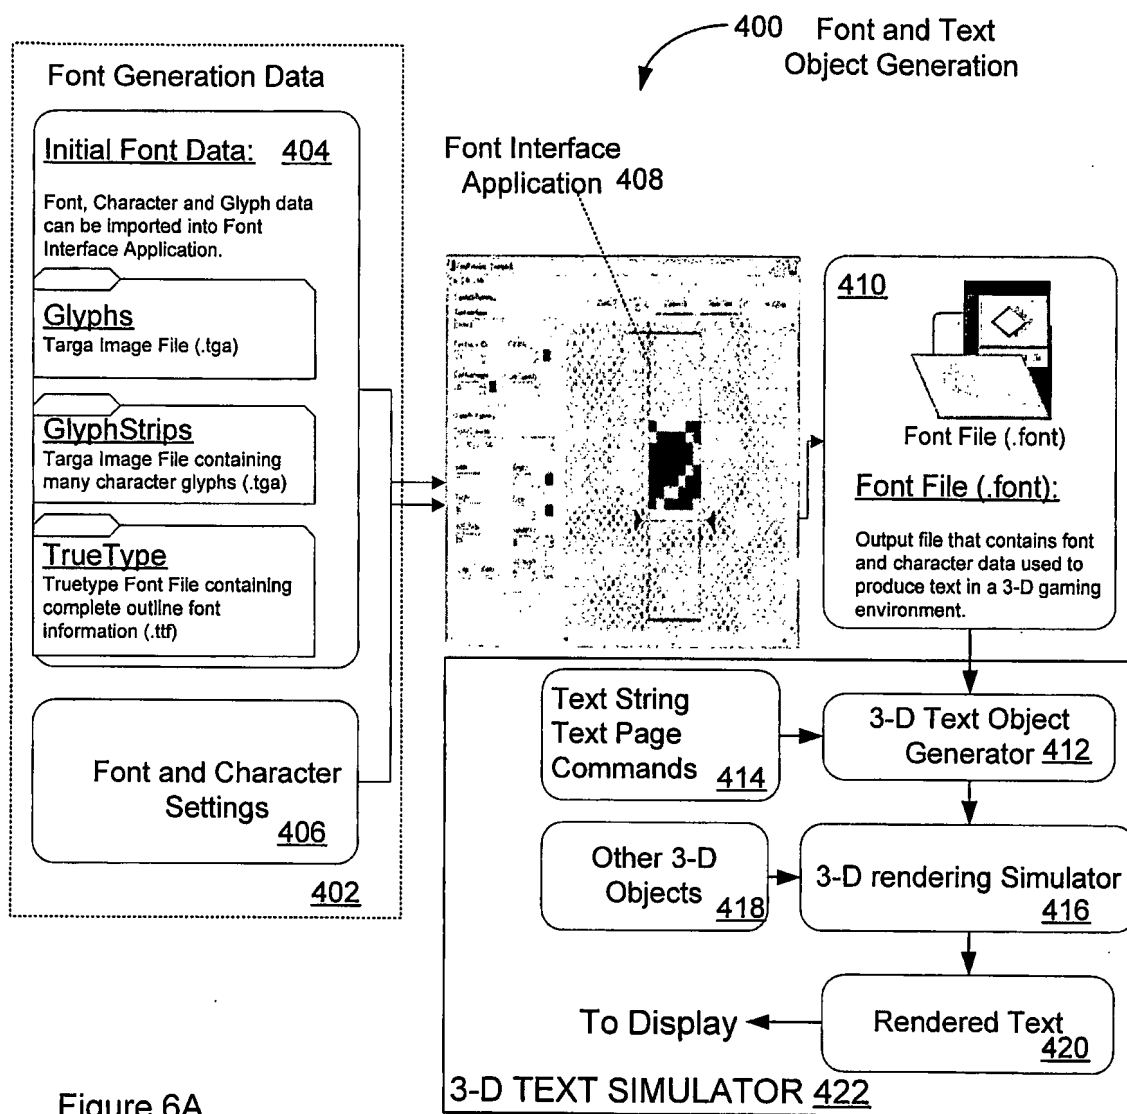 400 Font and Text
Object Generation
Font Generation Data
Initial Font Data: 404
Font, Character and Glyph data
can be imported into Font
Interface Application.
Glyphs
Targa Image File (.tga)
GlyphStrips
Targa Image File containing
many character glyphs (.tga)
TrueType
Truetype Font File containing
complete outline font
information (.ttf)
Font and Character
Settings
406
402
Font Interface
Application 408
410
Font File (.font)
Font File (.font):
Output file that contains font
and character data used to
produce text in a 3-D gaming
environment.
Text String
Text Page
Commands 414
3-D Text Object
Generator 412
Other 3-D
Objects 418
3-D rendering Simulator
416
Rendered Text
420
To Display
3-D TEXT SIMULATOR 422
Figure 6A